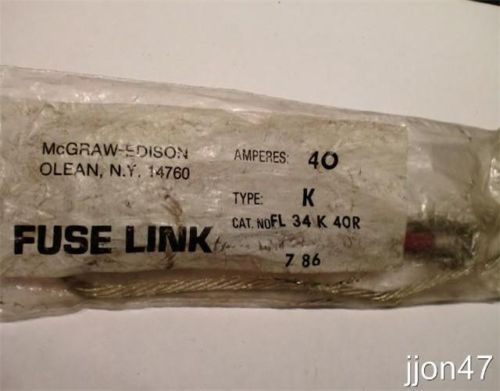 McGRAW-EDISON
OLEAN, N.Y. 14760
FUSE LINK
AMPERES: 40
TYPE: K
CAT. NO FL 34 K 40R
7 86
jjon47